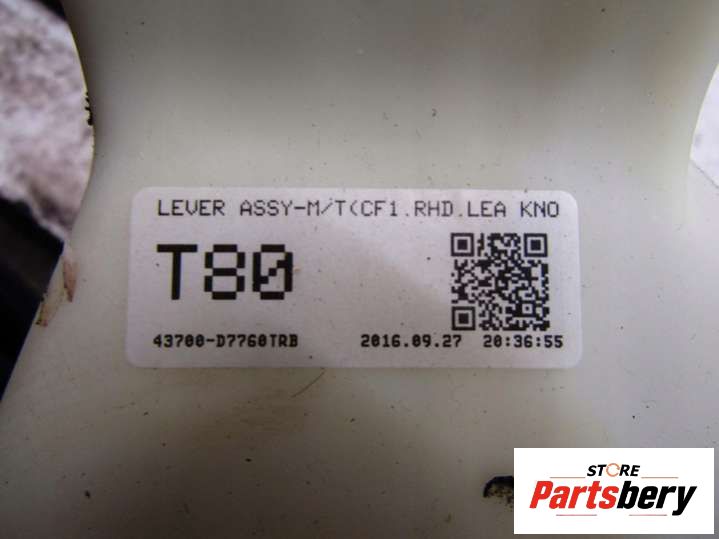 LEVER ASSY-M/T(CF1.RHD.LEA KNO
T80
43700-D7760TRB 2016.09.27 20:36:55
STORE
Partsbery